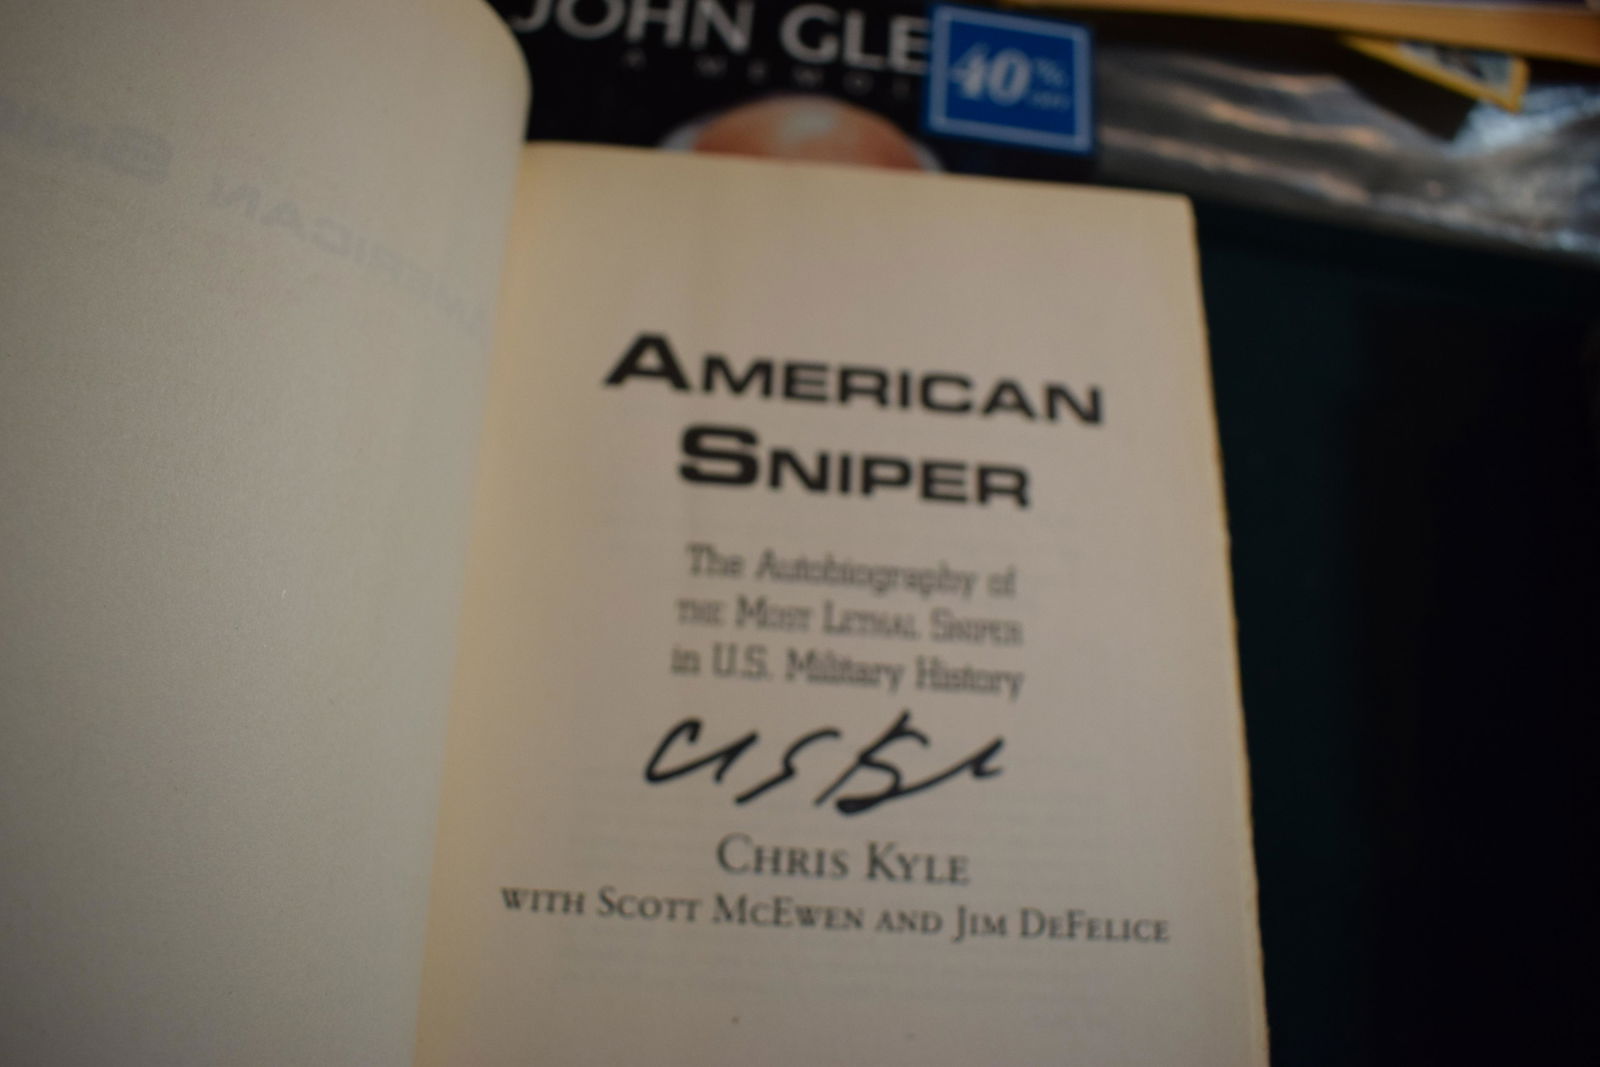 JOHN GLE
A MEMOI
40%
AMERICAN
SNIPER
The Autobiography of
THE MOST LETHAL SNIPER
in U.S. Military History
CHRIS KYLE
WITH SCOTT MCEWEN AND JIM DEFELICE